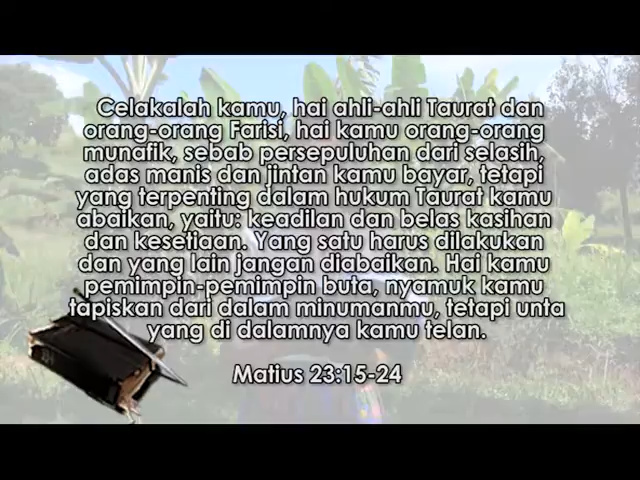 Celakalah kamu, hai ahli-ahli Taurat dan
orang-orang Farisi, hai kamu orang-orang
munafik, sebab persepuluhan dari selasih,
adas manis dan jintan kamu bayar, tetapi
yang terpenting dalam hukum Taurat kamu
abaikan, yaitu: keadilan dan belas kasihan
dan kesetiaan. Yang satu harus dilakukan
dan yang lain jangan diabaikan. Hai kamu
pemimpin-pemimpin buta, nyamuk kamu
tapiskan dari dalam minumanmu, tetapi unta
yang di dalamnya kamu telan.
Matius 23:15-24